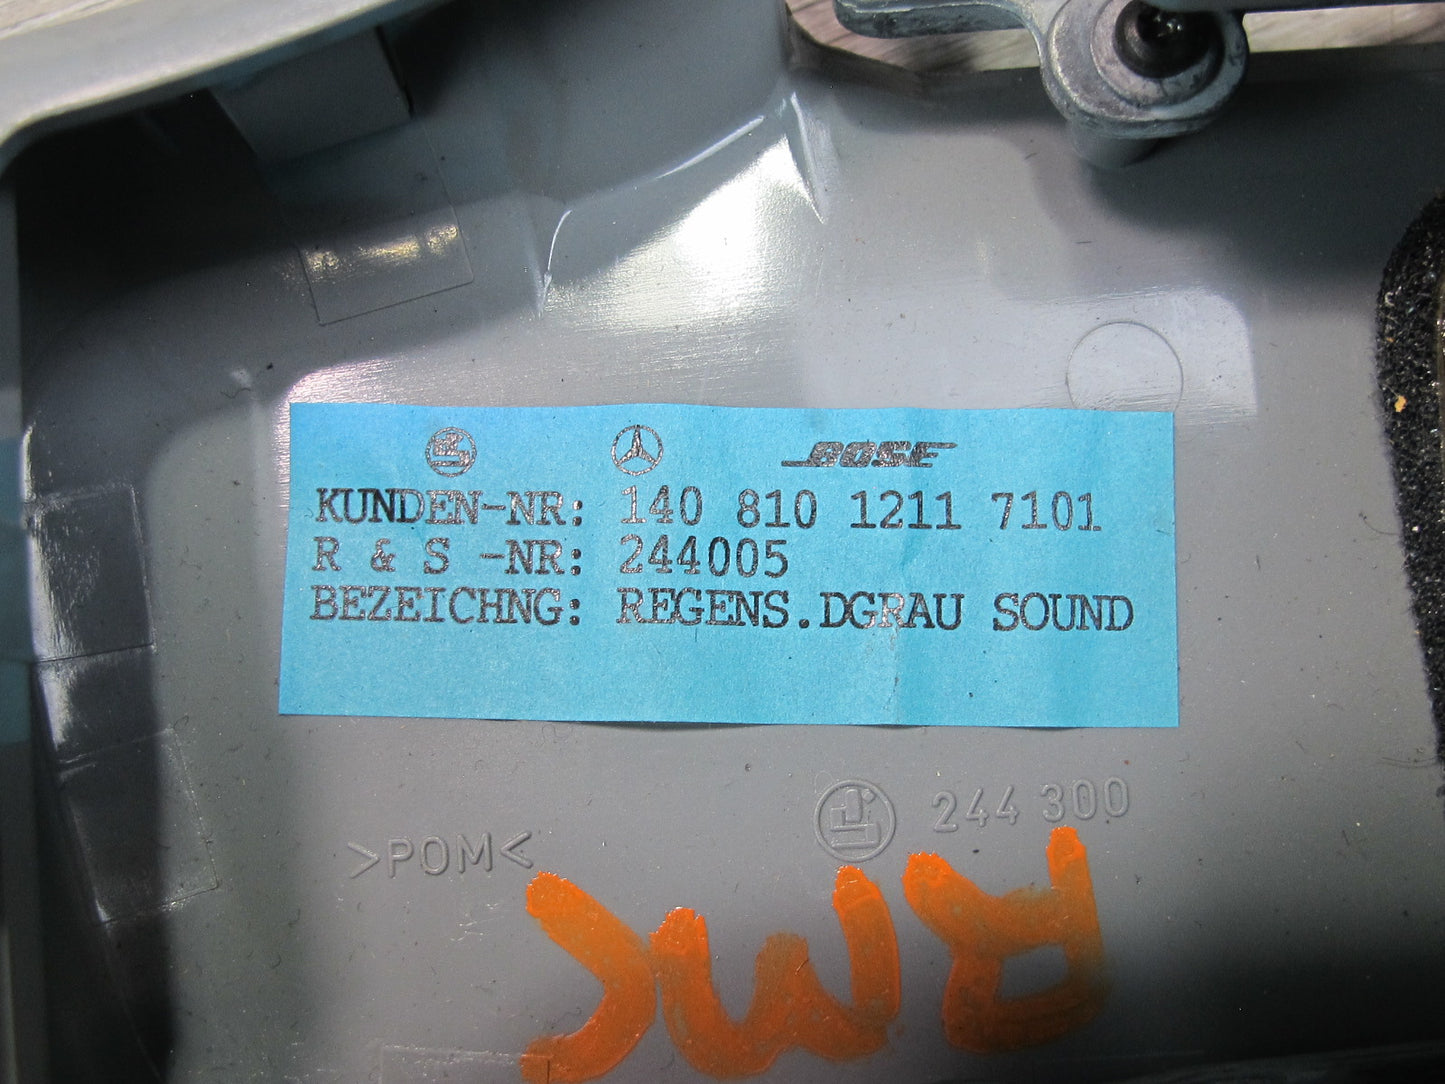 BOSE
KUNDEN-NR: 140 810 1211 7101
R & S -NR: 244005
BEZEICHNG: REGENS.DGRAU SOUND
244 300
>POM<